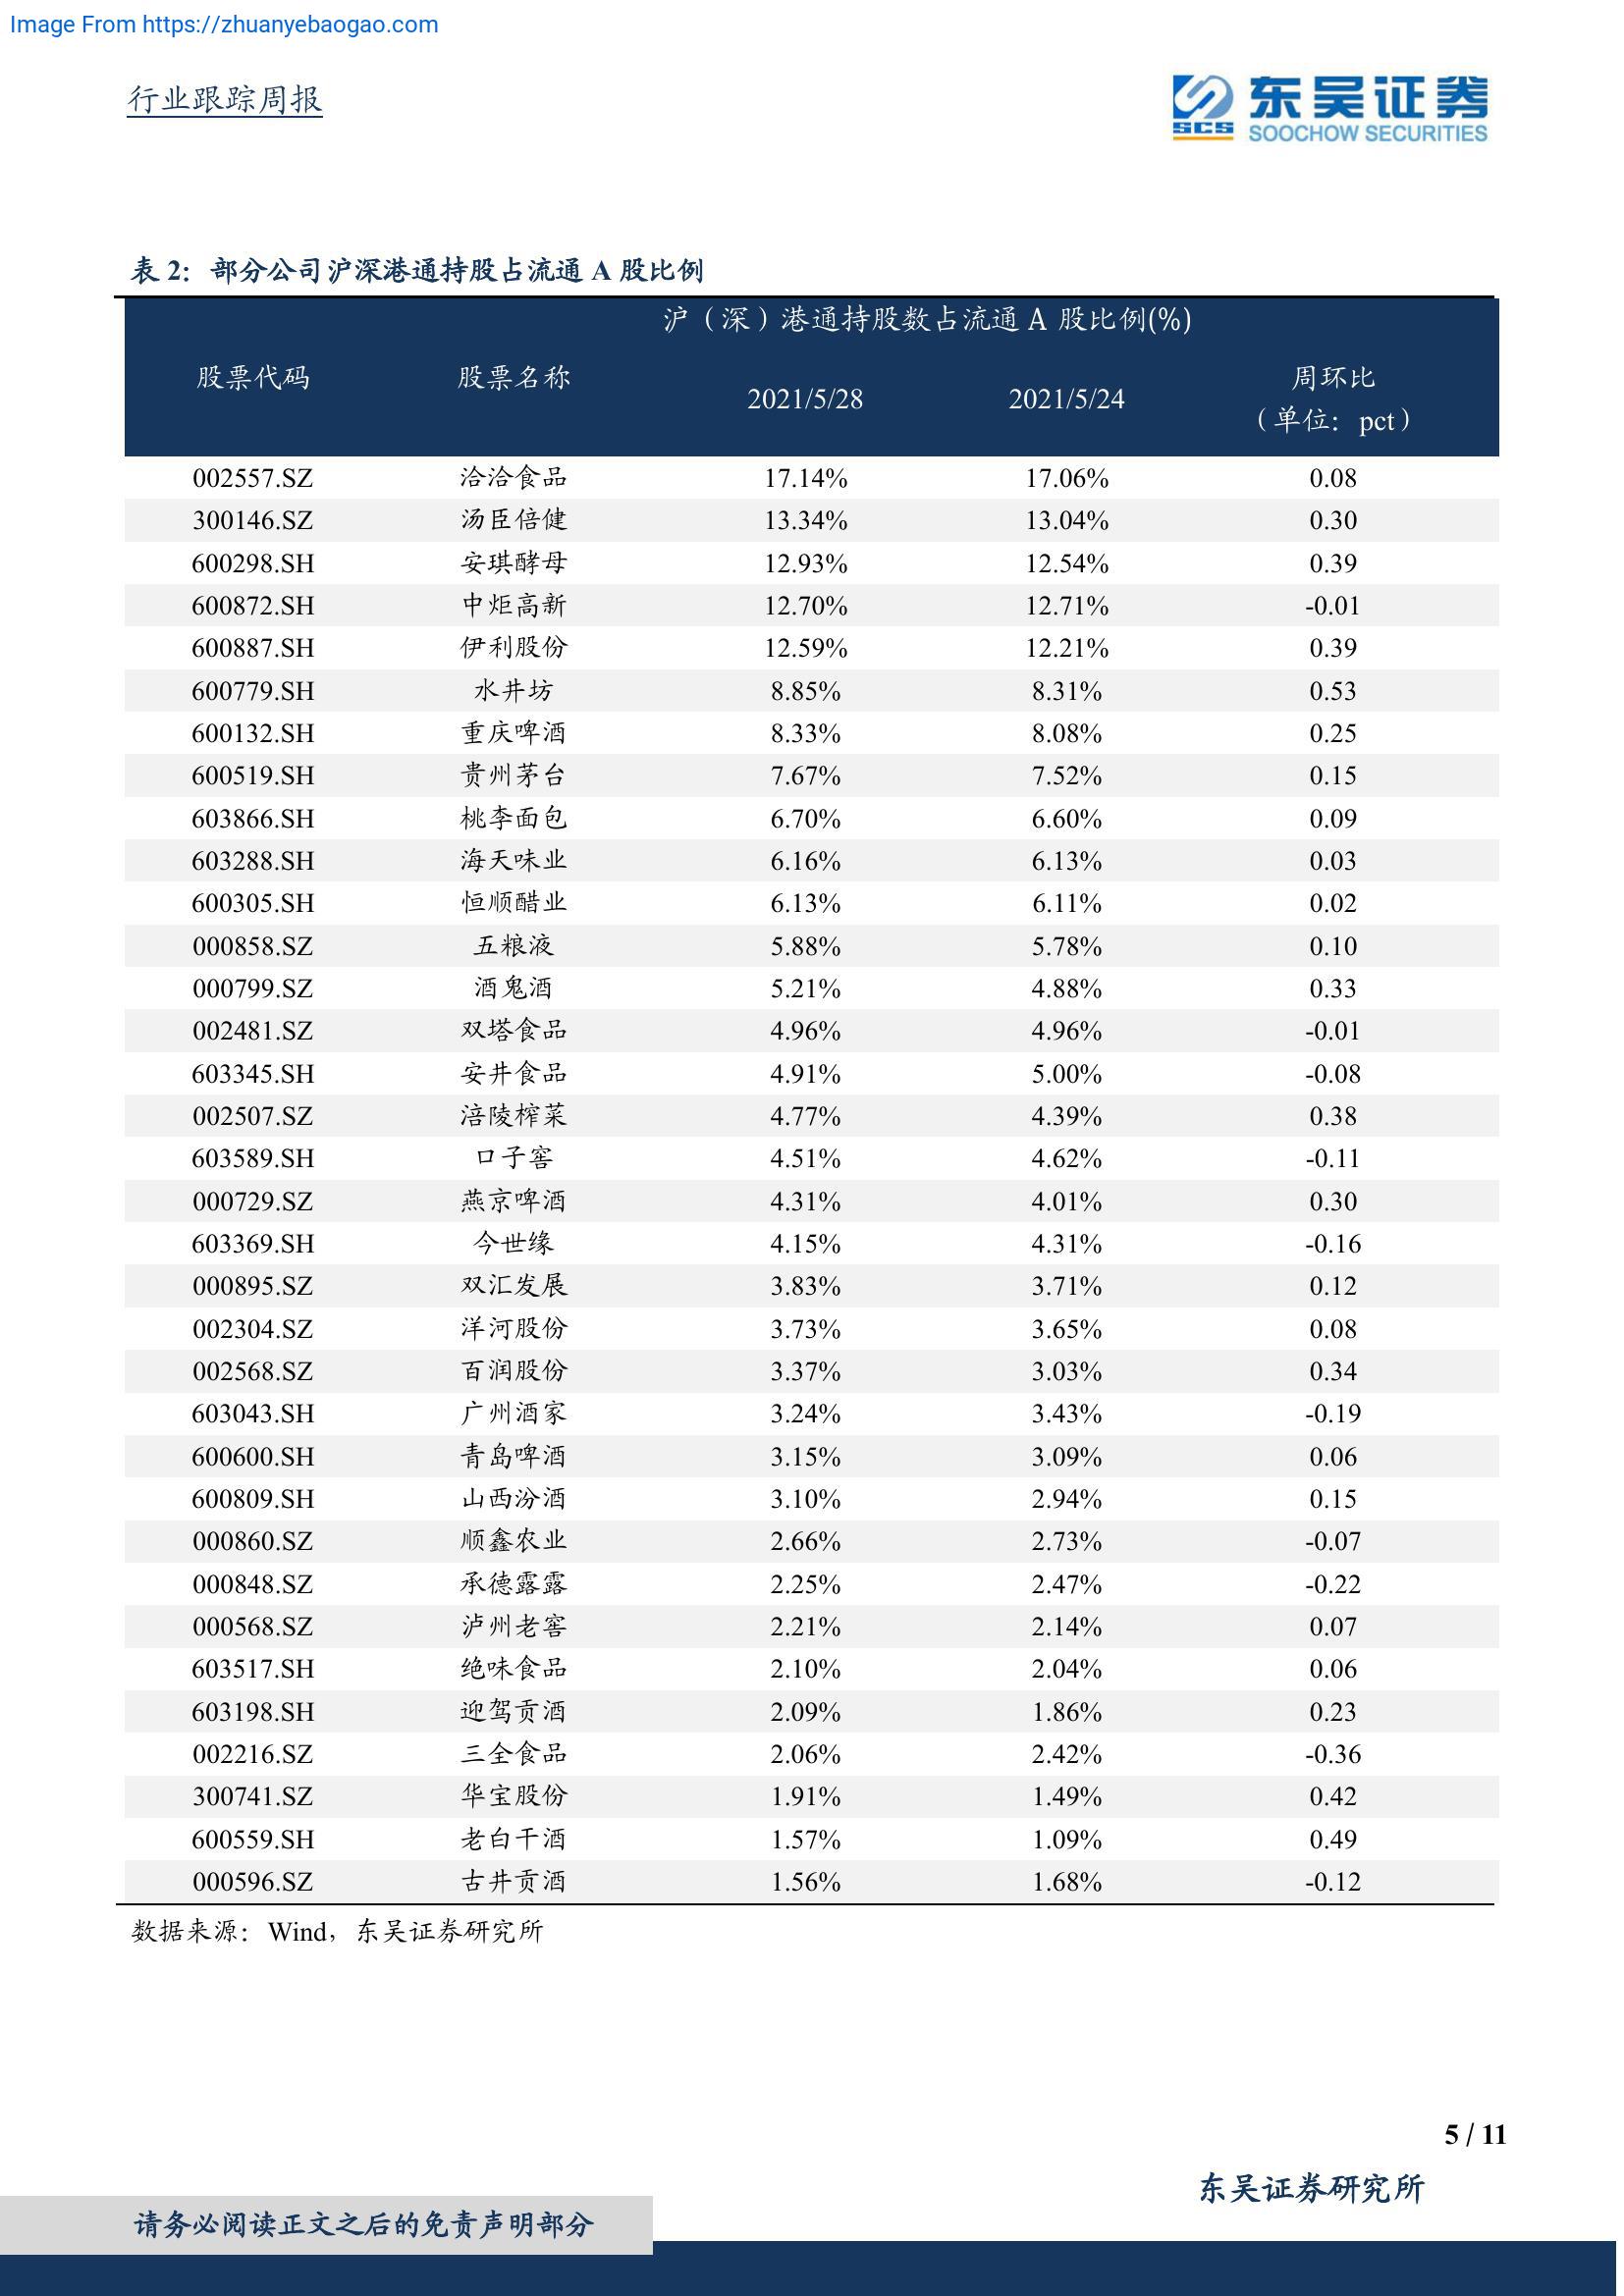 Image From https://zhuanyebaogao.com
行业跟踪周报
东吴证券
SCS SOOCHOW SECURITIES
表 2：部分公司沪深港通持股占流通 A 股比例
沪（深）港通持股数占流通 A 股比例(%)
股票代码 股票名称 2021/5/28 2021/5/24 周环比
（单位：pct）
002557.SZ 洽洽食品 17.14% 17.06% 0.08
300146.SZ 汤臣倍健 13.34% 13.04% 0.30
600298.SH 安琪酵母 12.93% 12.54% 0.39
600872.SH 中炬高新 12.70% 12.71% -0.01
600887.SH 伊利股份 12.59% 12.21% 0.39
600779.SH 水井坊 8.85% 8.31% 0.53
600132.SH 重庆啤酒 8.33% 8.08% 0.25
600519.SH 贵州茅台 7.67% 7.52% 0.15
603866.SH 桃李面包 6.70% 6.60% 0.09
603288.SH 海天味业 6.16% 6.13% 0.03
600305.SH 恒顺醋业 6.13% 6.11% 0.02
000858.SZ 五粮液 5.88% 5.78% 0.10
000799.SZ 酒鬼酒 5.21% 4.88% 0.33
002481.SZ 双塔食品 4.96% 4.96% -0.01
603345.SH 安井食品 4.91% 5.00% -0.08
002507.SZ 涪陵榨菜 4.77% 4.39% 0.38
603589.SH 口子窖 4.51% 4.62% -0.11
000729.SZ 燕京啤酒 4.31% 4.01% 0.30
603369.SH 今世缘 4.15% 4.31% -0.16
000895.SZ 双汇发展 3.83% 3.71% 0.12
002304.SZ 洋河股份 3.73% 3.65% 0.08
002568.SZ 百润股份 3.37% 3.03% 0.34
603043.SH 广州酒家 3.24% 3.43% -0.19
600600.SH 青岛啤酒 3.15% 3.09% 0.06
600809.SH 山西汾酒 3.10% 2.94% 0.15
000860.SZ 顺鑫农业 2.66% 2.73% -0.07
000848.SZ 承德露露 2.25% 2.47% -0.22
000568.SZ 泸州老窖 2.21% 2.14% 0.07
603517.SH 绝味食品 2.10% 2.04% 0.06
603198.SH 迎驾贡酒 2.09% 1.86% 0.23
002216.SZ 三全食品 2.06% 2.42% -0.36
300741.SZ 华宝股份 1.91% 1.49% 0.42
600559.SH 老白干酒 1.57% 1.09% 0.49
000596.SZ 古井贡酒 1.56% 1.68% -0.12
数据来源：Wind，东吴证券研究所
5 / 11
东吴证券研究所
请务必阅读正文之后的免责声明部分